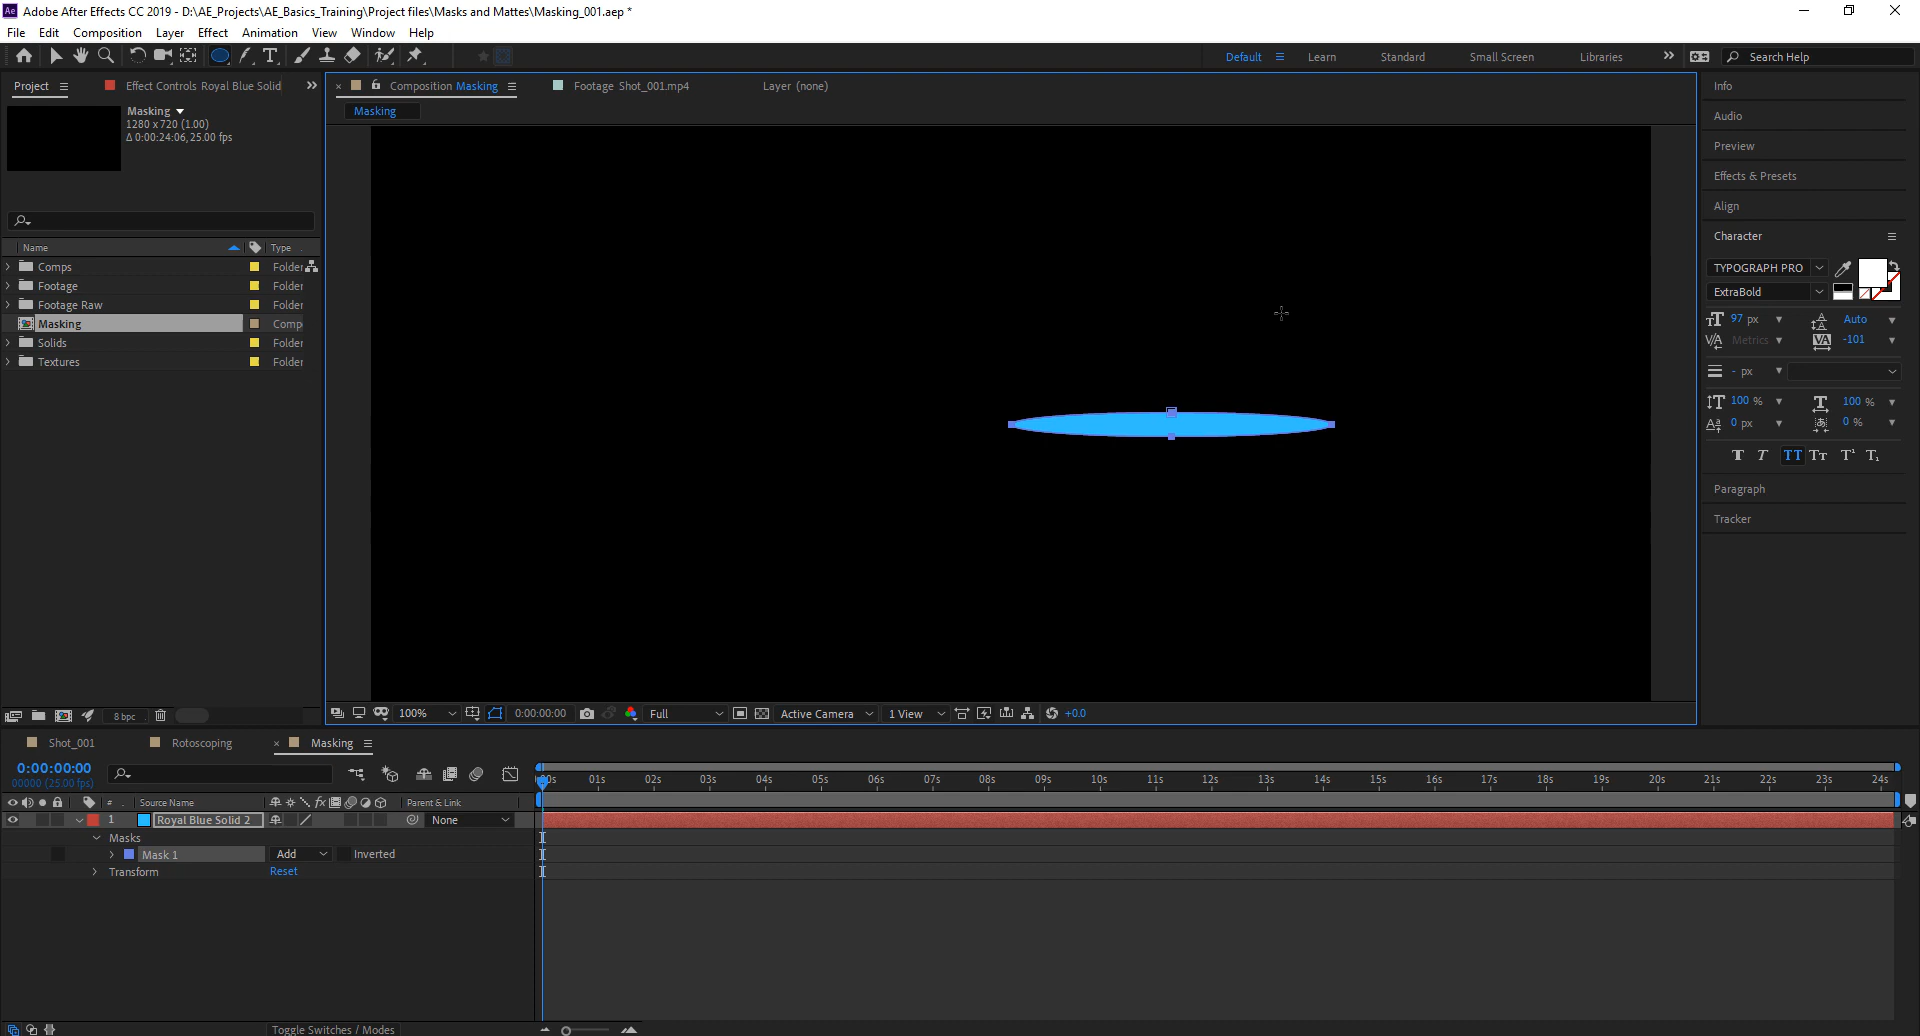 Ae Adobe After Effects CC 2019 - D:\AE_Projects\AE_Basics_Training\Project files\Masks and Mattes\Masking_001.aep *
File Edit Composition Layer Effect Animation View Window Help
Default Learn Standard Small Screen Libraries Search Help
Project Effect Controls Royal Blue Solid
Composition Masking Footage Shot_001.mp4 Layer (none)
Masking
1280 x 720 (1.00)
Δ 0:00:24:06, 25.00 fps
Masking
Name Type
Comps Folder
Footage Folder
Footage Raw Folder
Masking Comp
Solids Folder
Textures Folder
8 bpc
100% 0:00:00:00 Full Active Camera 1 View +0.0
Info
Audio
Preview
Effects & Presets
Align
Character
TYPOGRAPH PRO
ExtraBold
97 px Auto
Metrics -101
- px
100 % 100 %
0 px 0 %
T T TT Tт T¹ T₁
Paragraph
Tracker
Shot_001 Rotoscoping Masking
0:00:00:00
00000 (25.00 fps)
:00s 01s 02s 03s 04s 05s 06s 07s 08s 09s 10s 11s 12s 13s 14s 15s 16s 17s 18s 19s 20s 21s 22s 23s 24s
# Source Name fx Parent & Link
1 Royal Blue Solid 2 None
Masks
Mask 1 Add Inverted
Transform Reset
Toggle Switches / Modes